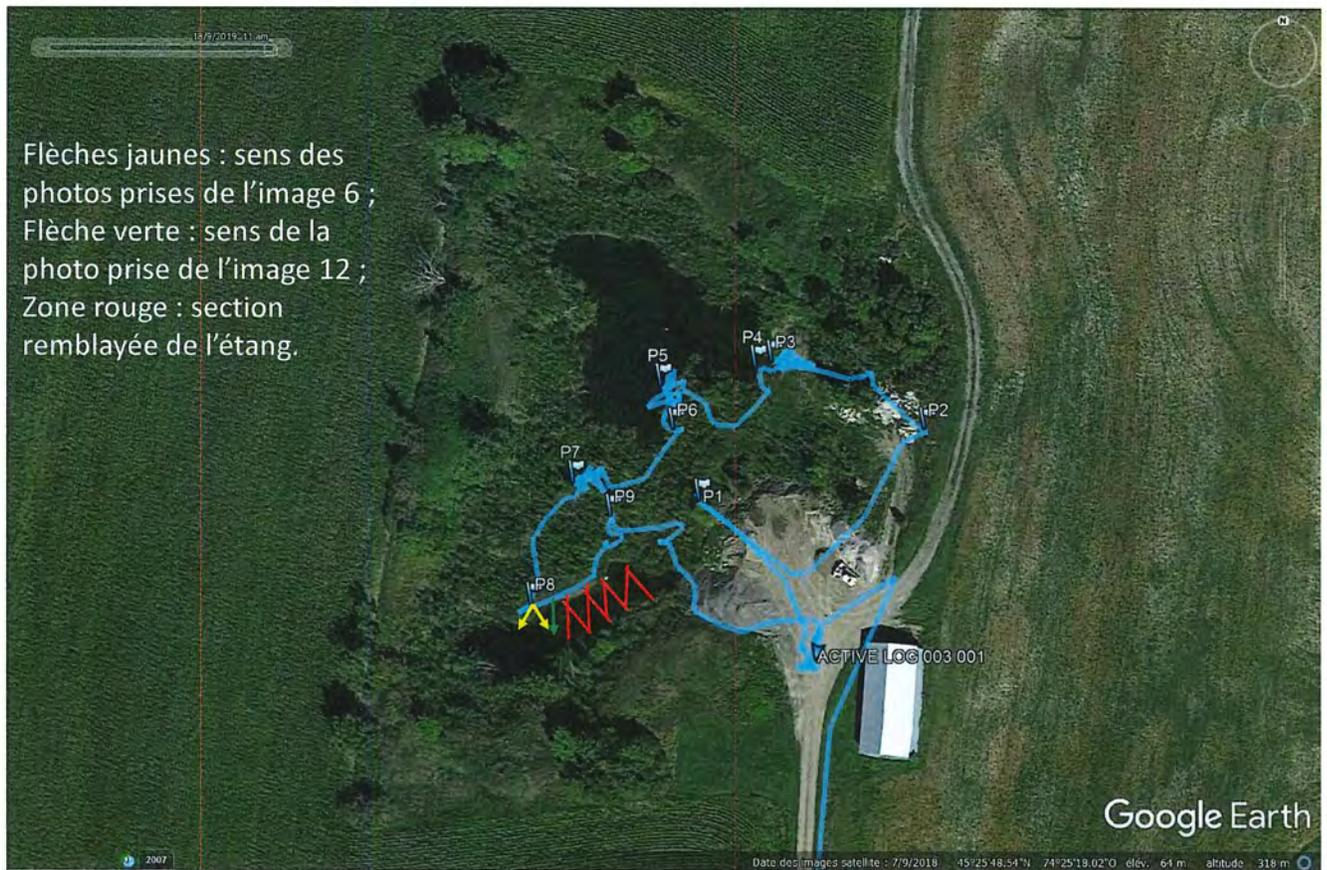 18/9/2019 11 am
N
Flèches jaunes : sens des
photos prises de l'image 6 ;
Flèche verte : sens de la
photo prise de l'image 12 ;
Zone rouge : section
remblayée de l'étang.
P4
P3
P5
P6
P2
P7
P9
P1
P8
ACTIVE LOG 003 001
Google Earth
2007
Date des images satellite : 7/9/2018 45°25'48.54"N 74°25'18.02"O élév. 64 m altitude 318 m